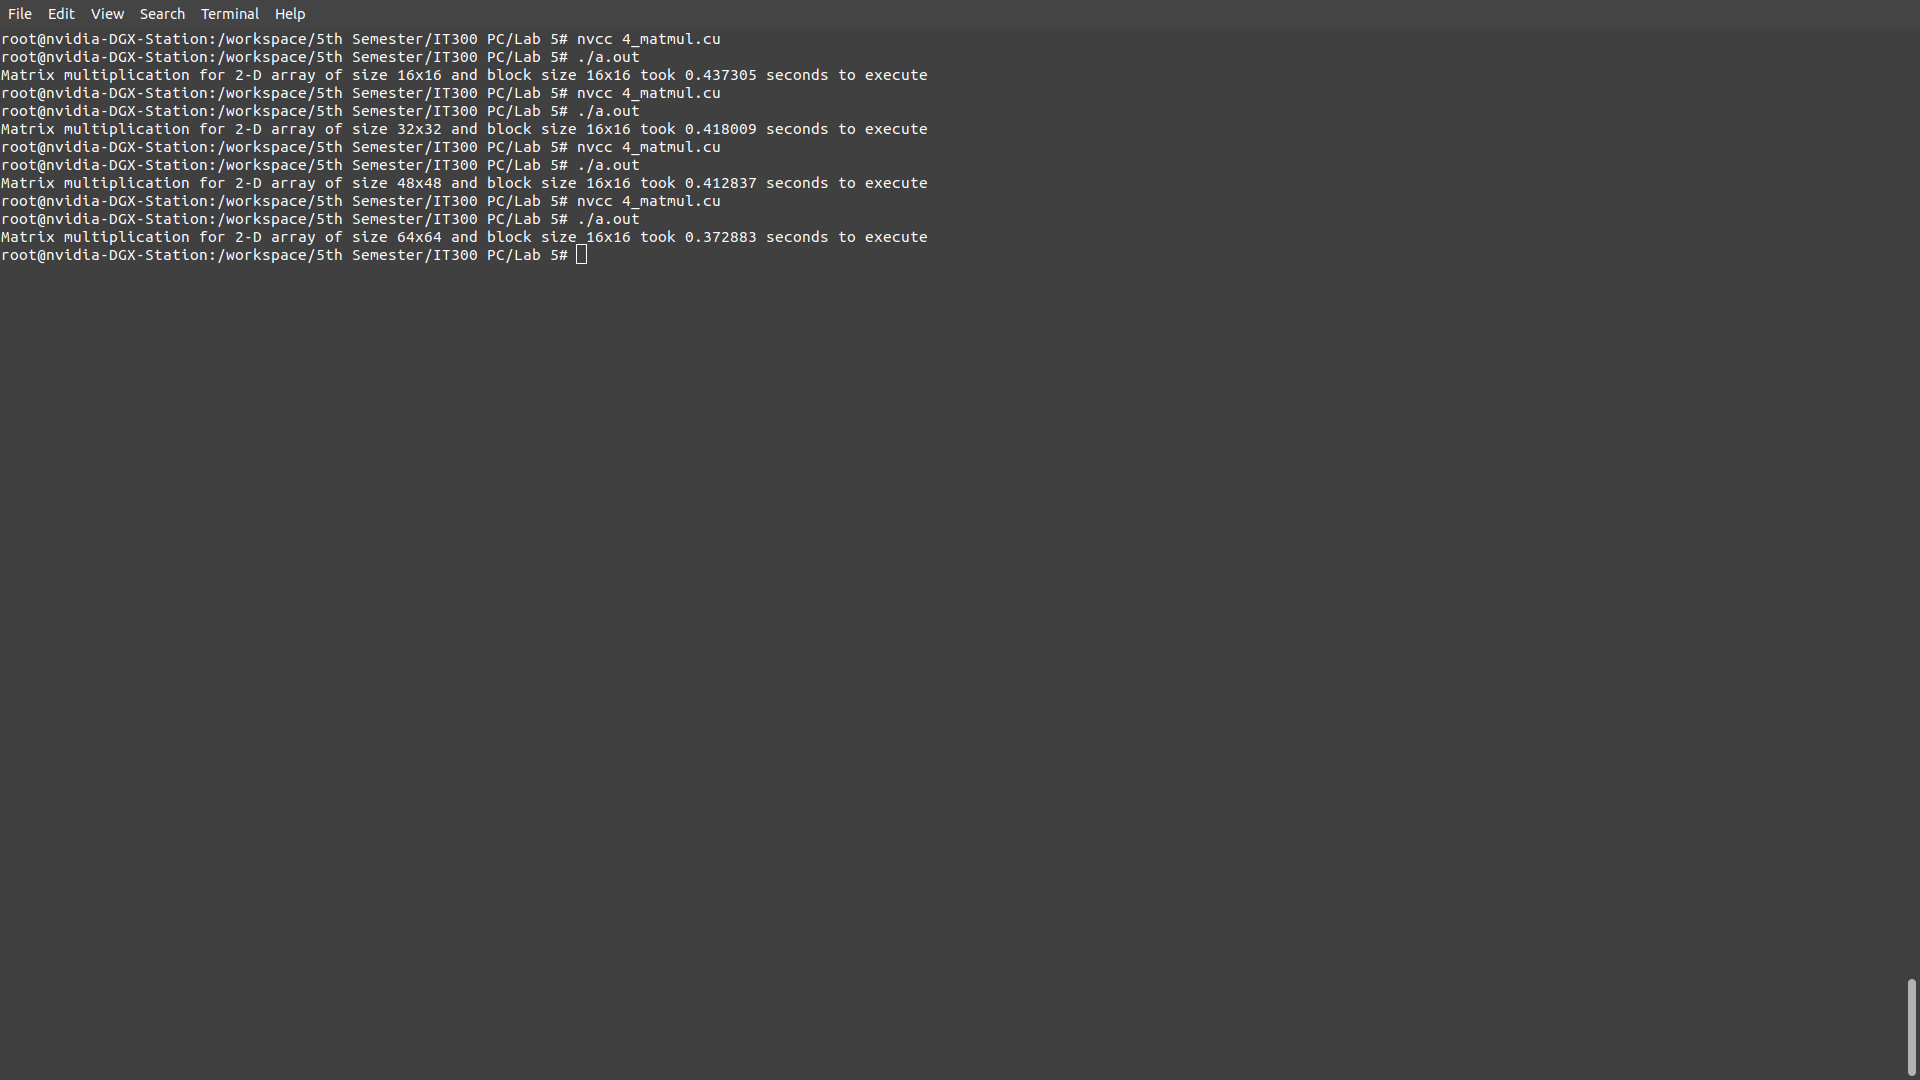 File Edit View Search Terminal Help
root@nvidia-DGX-Station:/workspace/5th Semester/IT300 PC/Lab 5# nvcc 4_matmul.cu
root@nvidia-DGX-Station:/workspace/5th Semester/IT300 PC/Lab 5# ./a.out
Matrix multiplication for 2-D array of size 16x16 and block size 16x16 took 0.437305 seconds to execute
root@nvidia-DGX-Station:/workspace/5th Semester/IT300 PC/Lab 5# nvcc 4_matmul.cu
root@nvidia-DGX-Station:/workspace/5th Semester/IT300 PC/Lab 5# ./a.out
Matrix multiplication for 2-D array of size 32x32 and block size 16x16 took 0.418009 seconds to execute
root@nvidia-DGX-Station:/workspace/5th Semester/IT300 PC/Lab 5# nvcc 4_matmul.cu
root@nvidia-DGX-Station:/workspace/5th Semester/IT300 PC/Lab 5# ./a.out
Matrix multiplication for 2-D array of size 48x48 and block size 16x16 took 0.412837 seconds to execute
root@nvidia-DGX-Station:/workspace/5th Semester/IT300 PC/Lab 5# nvcc 4_matmul.cu
root@nvidia-DGX-Station:/workspace/5th Semester/IT300 PC/Lab 5# ./a.out
Matrix multiplication for 2-D array of size 64x64 and block size 16x16 took 0.372883 seconds to execute
root@nvidia-DGX-Station:/workspace/5th Semester/IT300 PC/Lab 5#